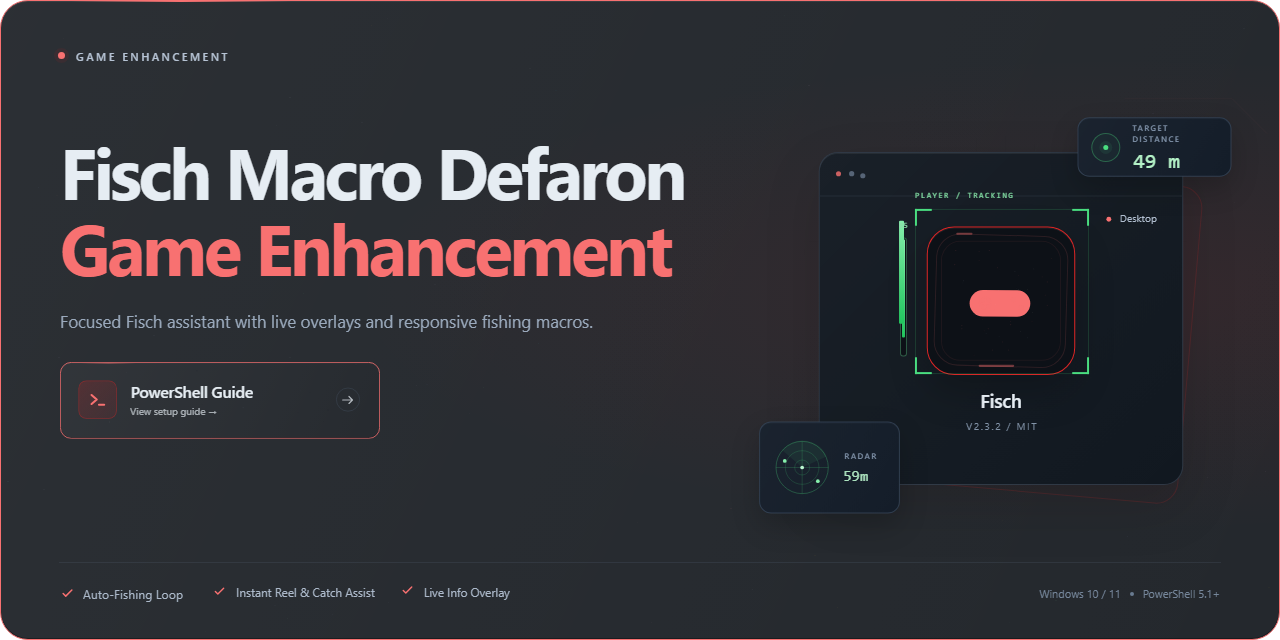 GAME ENHANCEMENT
Fisch Macro Defaron
Game Enhancement
Focused Fisch assistant with live overlays and responsive fishing macros.
PowerShell Guide
View setup guide →
TARGET
DISTANCE
49 m
PLAYER / TRACKING
Desktop
Fisch
V2.3.2 / MIT
RADAR
59m
Auto-Fishing Loop
Instant Reel & Catch Assist
Live Info Overlay
Windows 10 / 11 • PowerShell 5.1+